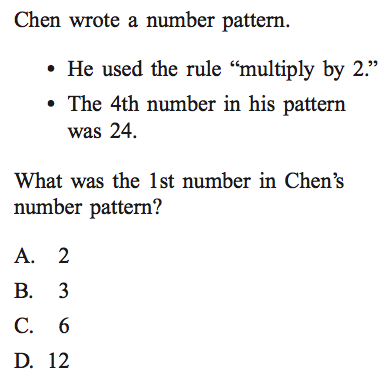 Chen wrote a number pattern.
• He used the rule “multiply by 2.”
• The 4th number in his pattern
was 24.
What was the 1st number in Chen’s
number pattern?
A. 2
B. 3
C. 6
D. 12